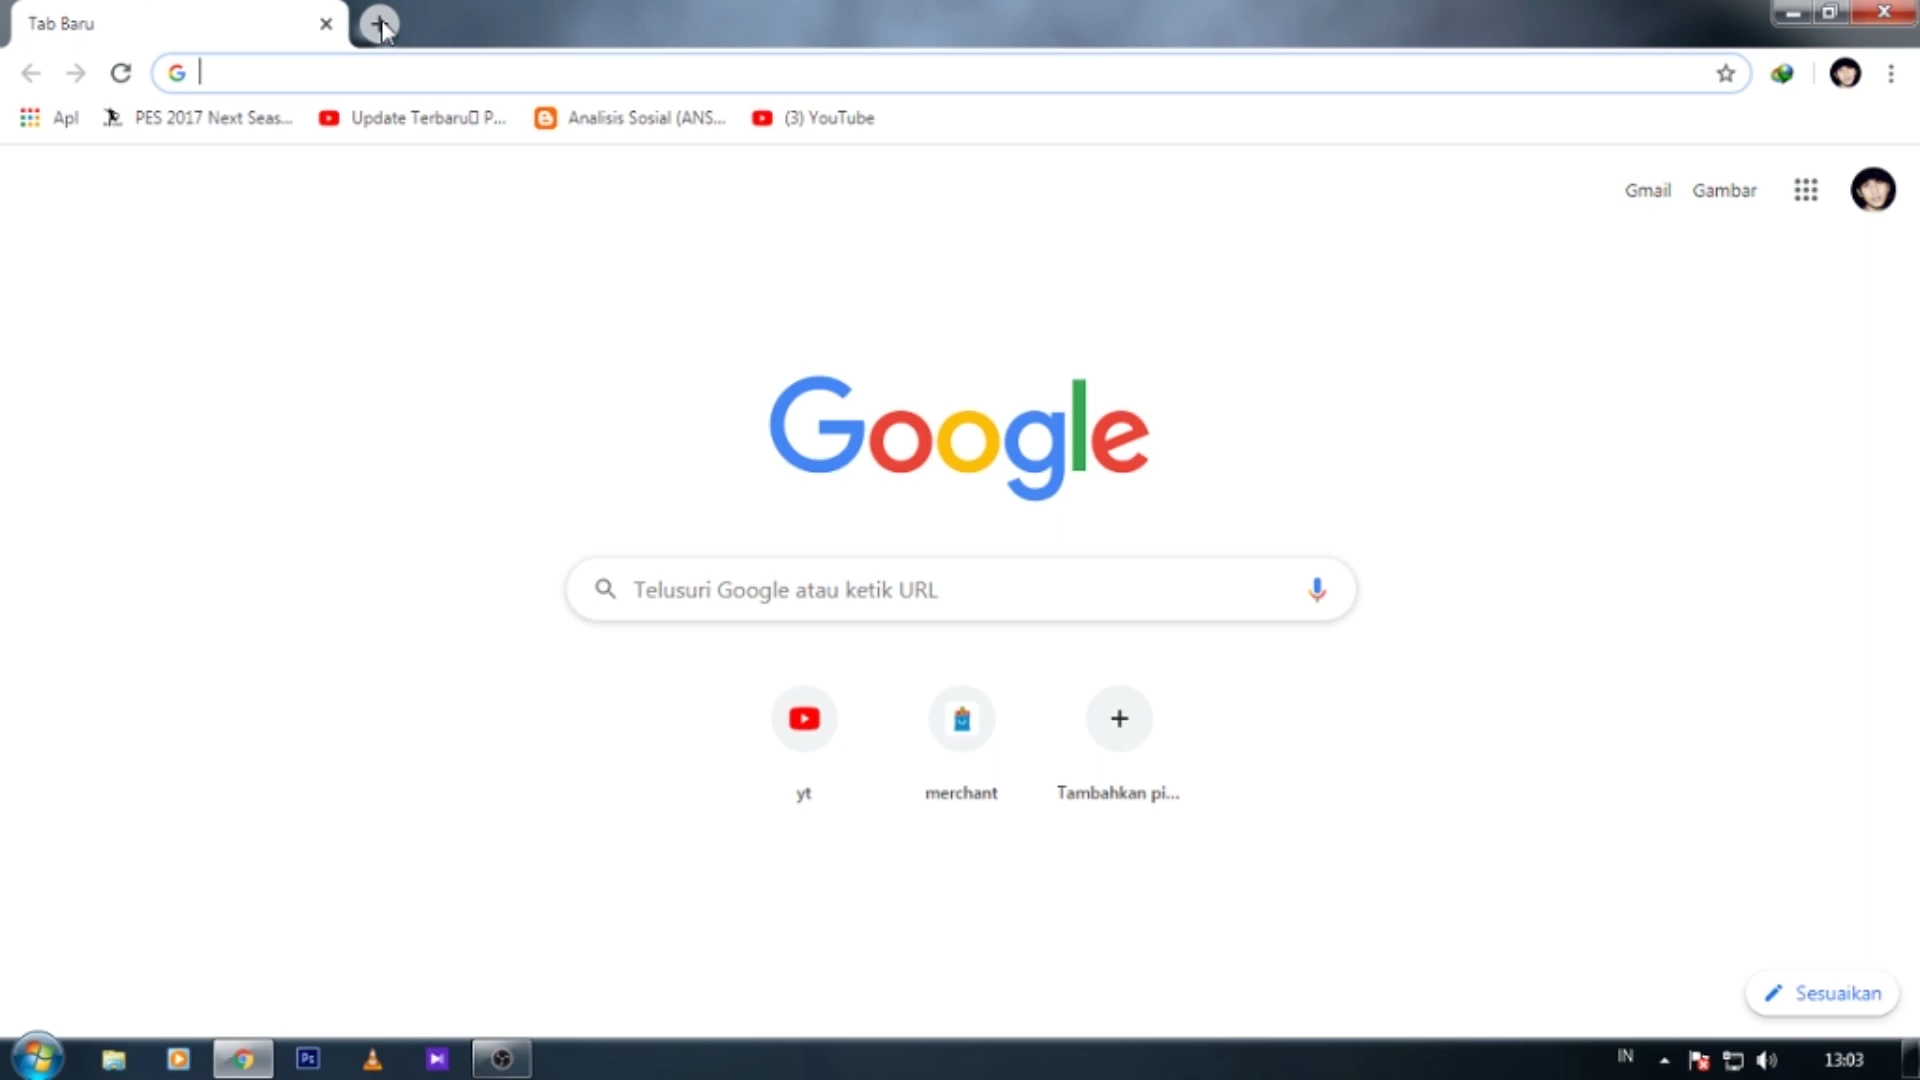 Tab Baru
Apl
PES 2017 Next Seas...
Update Terbaru▯ P...
Analisis Sosial (ANS...
(3) YouTube
Gmail
Gambar
Google
Telusuri Google atau ketik URL
yt
merchant
Tambahkan pi...
Sesuaikan
Ps
IN
13:03